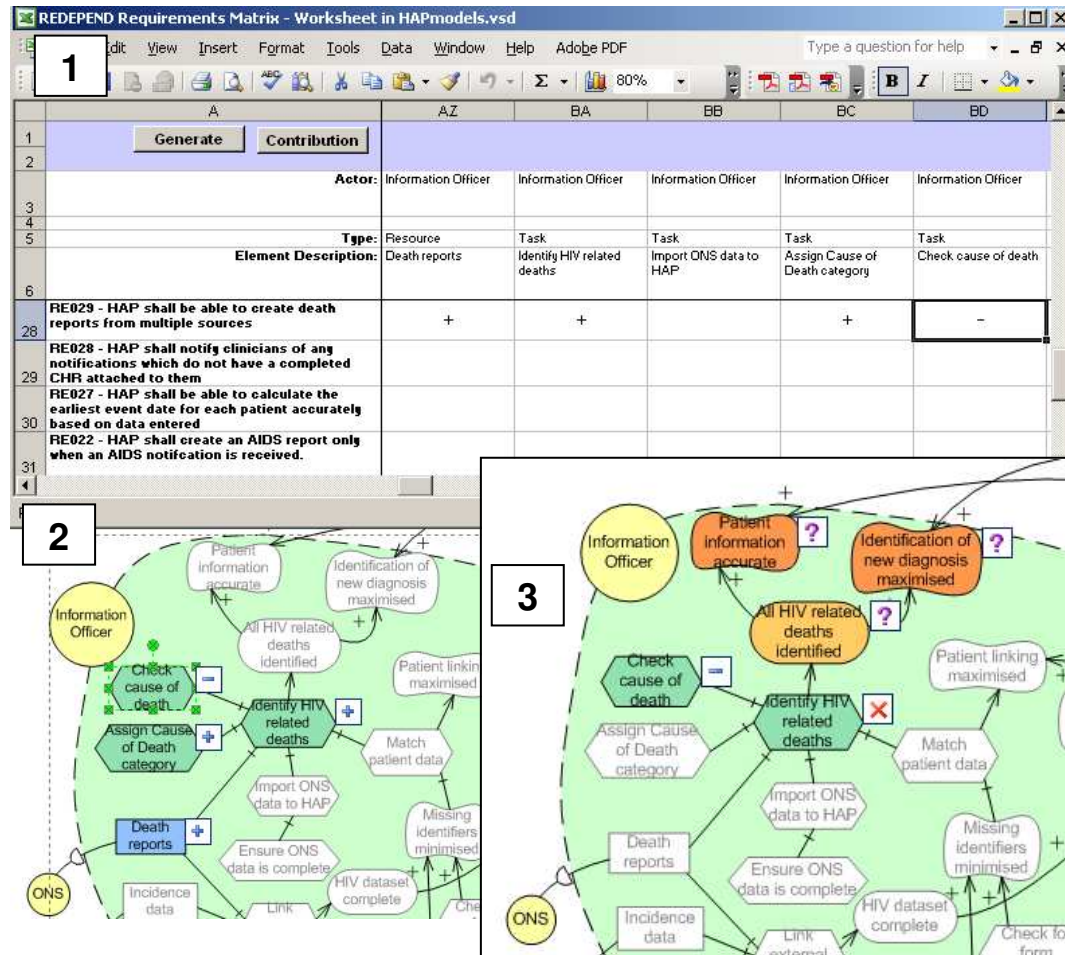 REDEPEND Requirements Matrix - Worksheet in HAPmodels.vsd
1
Edit View Insert Format Tools Data Window Help Adobe PDF Type a question for help
ABC Σ 80% B I
A AZ BA BB BC BD
1 Generate Contribution
2
3 Actor: Information Officer Information Officer Information Officer Information Officer Information Officer
4
5 Type: Resource Task Task Task Task
6 Element Description: Death reports Identify HIV related Import ONS data to Assign Cause of Check cause of death
deaths HAP Death category
RE029 - HAP shall be able to create death
28 reports from multiple sources + + + -
RE028 - HAP shall notify clinicians of any
notifications which do not have a completed
29 CHR attached to them
RE027 - HAP shall be able to calculate the
earliest event date for each patient accurately
30 based on data entered
RE022 - HAP shall create an AIDS report only
when an AIDS notifcation is received.
31
2
Patient
information
accurate
Identification of
new diagnosis
maximised
Information
Officer
All HIV related
deaths
identified
Patient linking
maximised
Check
cause of
death
Identify HIV
related
deaths
Assign Cause
of Death
category
Match
patient data
Import ONS
data to HAP
Death
reports
Missing
identifiers
minimised
Ensure ONS
data is complete
ONS
Incidence
data
Link
HIV dataset
complete
Che
3
Information
Officer
Patient
information
accurate
?
Identification of
new diagnosis
maximised
?
All HIV related
deaths
identified
?
Patient linking
maximised
Check
cause of
death
Identify HIV
related
deaths
Assign Cause
of Death
category
Match
patient data
Import ONS
data to HAP
Death
reports
Missing
identifiers
minimised
Ensure ONS
data is complete
ONS
Incidence
data
Link
external
HIV dataset
complete
Check fo
form